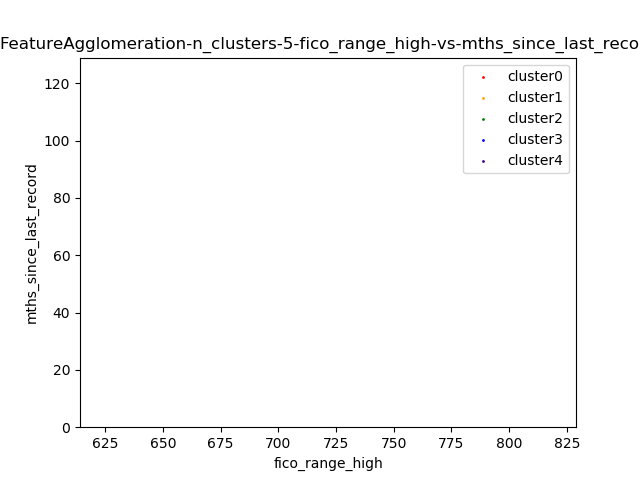 FeatureAgglomeration-n_clusters-5-fico_range_high-vs-mths_since_last_reco
120
100
80
60
40
20
0
mths_since_last_record
cluster0
cluster1
cluster2
cluster3
cluster4
625 650 675 700 725 750 775 800 825
fico_range_high